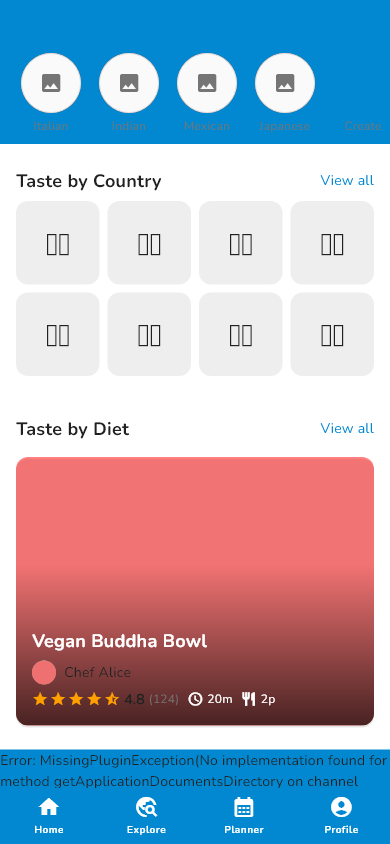 Italian Indian Mexican Japanese Create
Taste by Country View all
Taste by Diet View all
Vegan Buddha Bowl
Chef Alice
4.8 (124) 20m 2p
Error: MissingPluginException(No implementation found for
method getApplicationDocumentsDirectory on channel
Home Explore Planner Profile